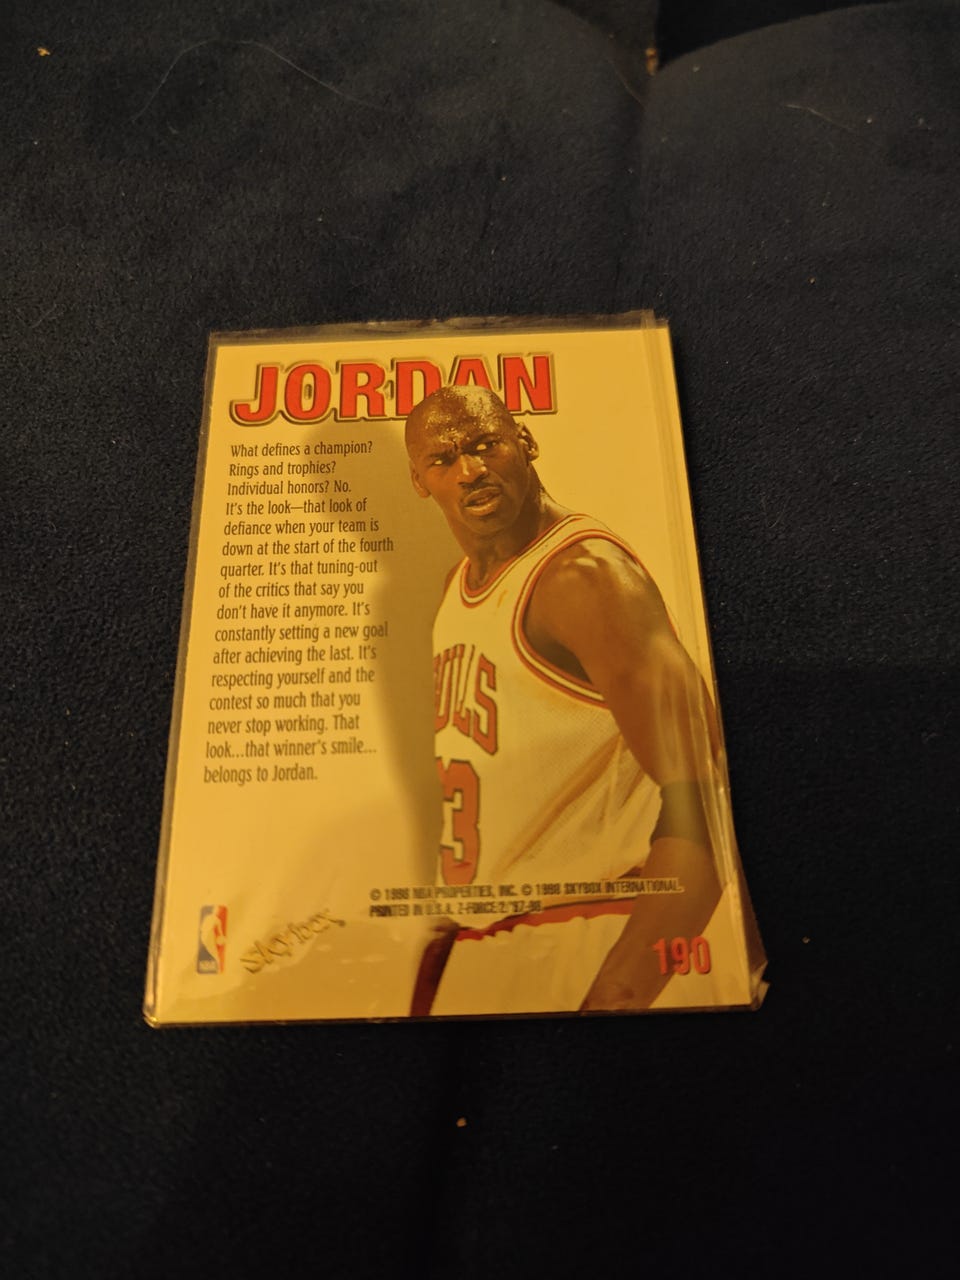 JORDAN
What defines a champion?
Rings and trophies?
Individual honors? No.
It's the look—that look of
defiance when your team is
down at the start of the fourth
quarter. It's that tuning-out
of the critics that say you
don't have it anymore. It's
constantly setting a new goal
after achieving the last. It's
respecting yourself and the
contest so much that you
never stop working. That
look...that winner's smile...
belongs to Jordan.
ULLS
3
© 1998 NBA PROPERTIES, INC. © 1998 SKYBOX INTERNATIONAL.
PRINTED IN U.S.A. Z-FORCE 2/'97-98
NBA
skybox
190